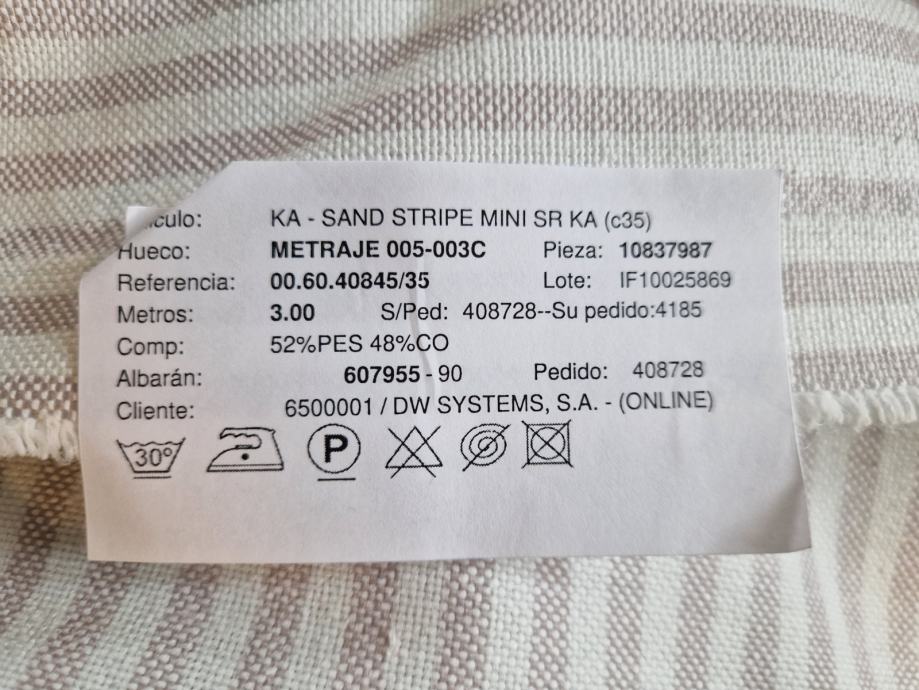 KA - SAND STRIPE MINI SR KA (c35)
Hueco: METRAJE 005-003C Pieza: 10837987
Referencia: 00.60.40845/35 Lote: IF10025869
Metros: 3.00 S/Ped: 408728--Su pedido:4185
Comp: 52%PES 48%CO
Albarán: 607955 - 90 Pedido: 408728
Cliente: 6500001 / DW SYSTEMS, S.A. - (ONLINE)
30º P